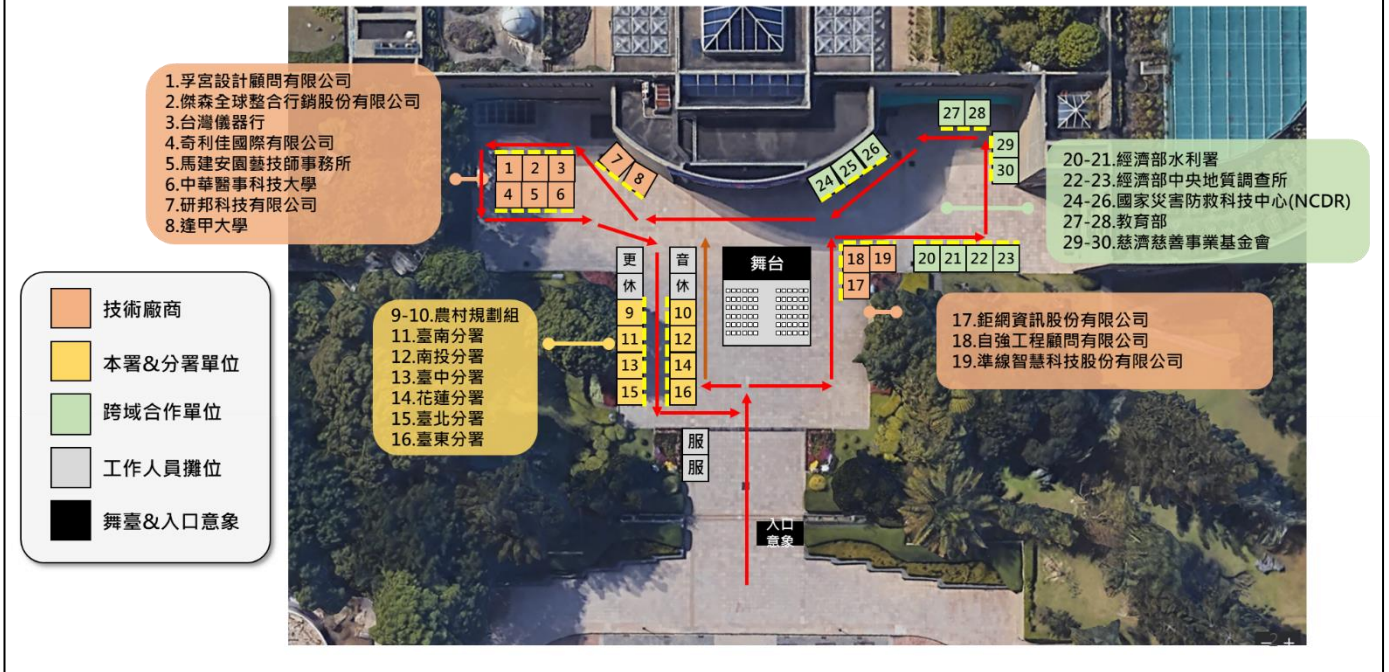 1.孚宮設計顧問有限公司
2.傑森全球整合行銷股份有限公司
3.台灣儀器行
4.奇利佳國際有限公司
5.馬建安園藝技師事務所
6.中華醫事科技大學
7.研邦科技有限公司
8.逢甲大學
27 28
29
30
1 2 3
4 5 6
7
8
24 25 26
20-21.經濟部水利署
22-23.經濟部中央地質調查所
24-26.國家災害防救科技中心(NCDR)
27-28.教育部
29-30.慈濟慈善事業基金會
更 音
休 休
9 10
11 12
13 14
15 16
舞台
18 19
17
20 21 22 23
技術廠商
本署&分署單位
跨域合作單位
工作人員攤位
舞臺&入口意象
9-10.農村規劃組
11.臺南分署
12.南投分署
13.臺中分署
14.花蓮分署
15.臺北分署
16.臺東分署
17.鉅網資訊股份有限公司
18.自強工程顧問有限公司
19.準線智慧科技股份有限公司
服
服
入口
意象